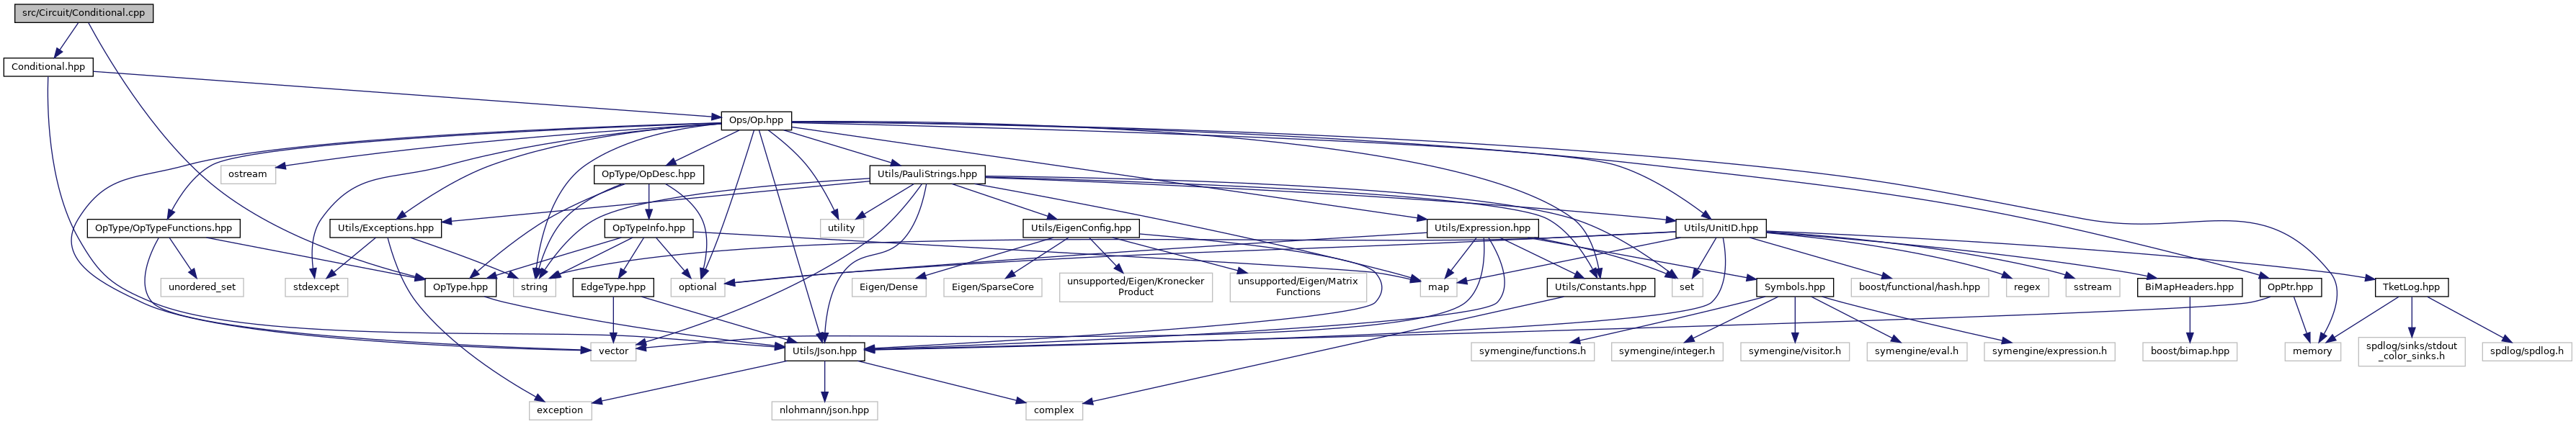 src/Circuit/Conditional.cpp
Conditional.hpp
Ops/Op.hpp
ostream
OpType/OpDesc.hpp
Utils/PauliStrings.hpp
OpType/OpTypeFunctions.hpp
Utils/Exceptions.hpp
OpTypeInfo.hpp
utility
Utils/EigenConfig.hpp
Utils/Expression.hpp
Utils/UnitID.hpp
unordered_set
stdexcept
OpType.hpp
string
EdgeType.hpp
optional
Eigen/Dense
Eigen/SparseCore
unsupported/Eigen/Kronecker
Product
unsupported/Eigen/Matrix
Functions
map
Utils/Constants.hpp
set
Symbols.hpp
boost/functional/hash.hpp
regex
sstream
BiMapHeaders.hpp
OpPtr.hpp
TketLog.hpp
vector
Utils/Json.hpp
symengine/functions.h
symengine/integer.h
symengine/visitor.h
symengine/eval.h
symengine/expression.h
boost/bimap.hpp
memory
spdlog/sinks/stdout
_color_sinks.h
spdlog/spdlog.h
exception
nlohmann/json.hpp
complex